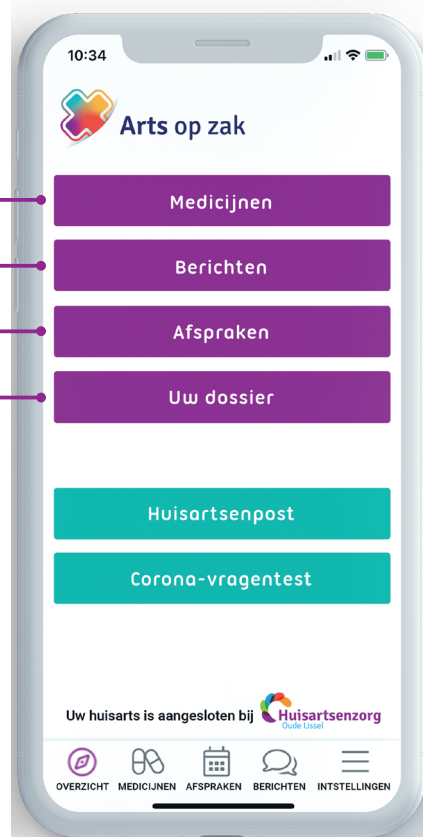 10:34
Arts op zak
Medicijnen
Berichten
Afspraken
Uw dossier
Huisartsenpost
Corona-vragentest
Uw huisarts is aangesloten bij Huisartsenzorg
Oude IJssel
OVERZICHT MEDICIJNEN AFSPRAKEN BERICHTEN INTSTELLINGEN